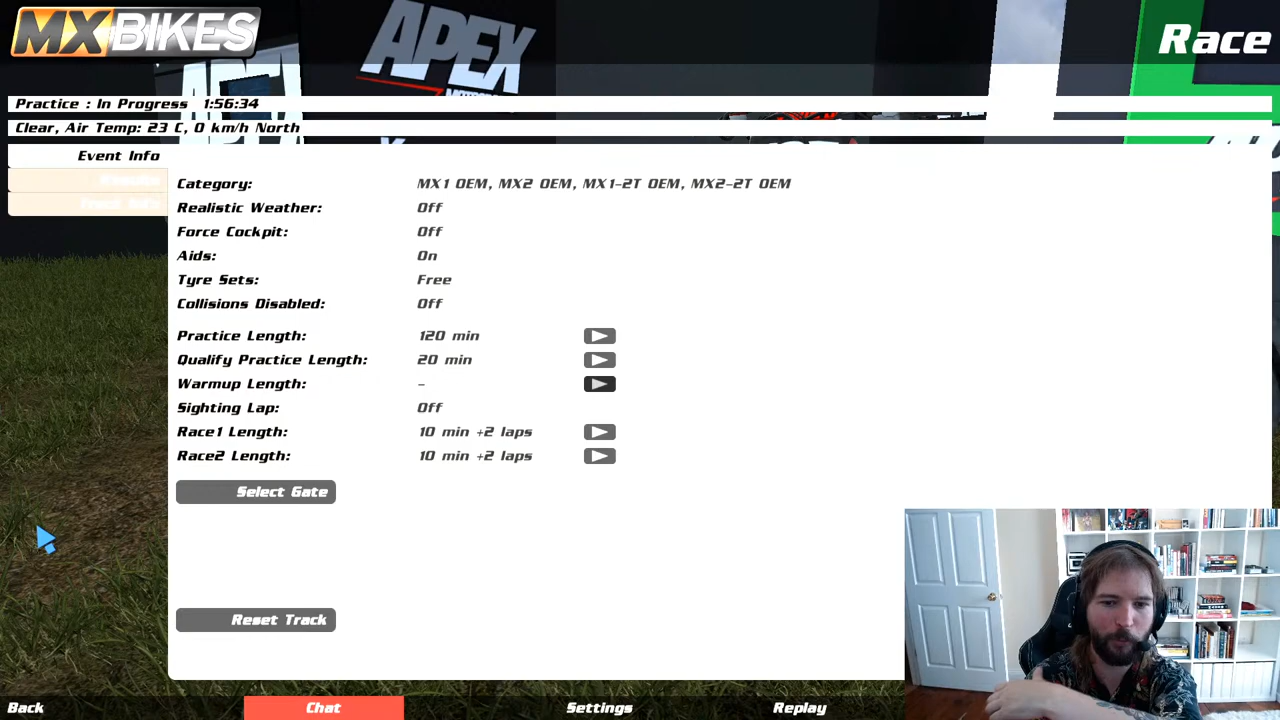 MXBIKES
APEX
Race
Practice : In Progress 1:56:34
Clear, Air Temp: 23 C, 0 km/h North
Event Info
Results
Track Info
Category: MX1 OEM, MX2 OEM, MX1-2T OEM, MX2-2T OEM
Realistic Weather: Off
Force Cockpit: Off
Aids: On
Tyre Sets: Free
Collisions Disabled: Off
Practice Length: 120 min
Qualify Practice Length: 20 min
Warmup Length: -
Sighting Lap: Off
Race1 Length: 10 min +2 laps
Race2 Length: 10 min +2 laps
Select Gate
Reset Track
Back Chat Settings Replay